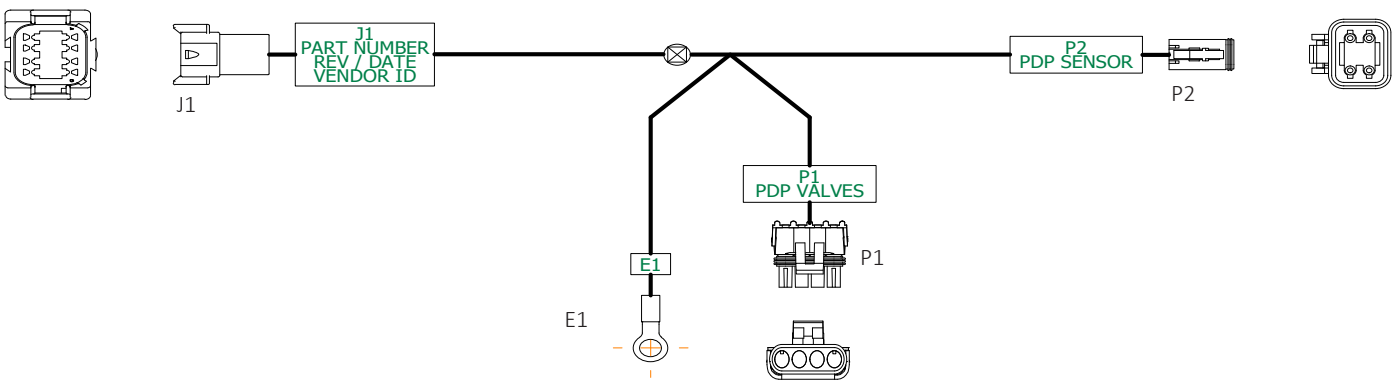 J1
PART NUMBER
REV / DATE
VENDOR ID
J1
P2
PDP SENSOR
P2
P1
PDP VALVES
P1
E1
E1